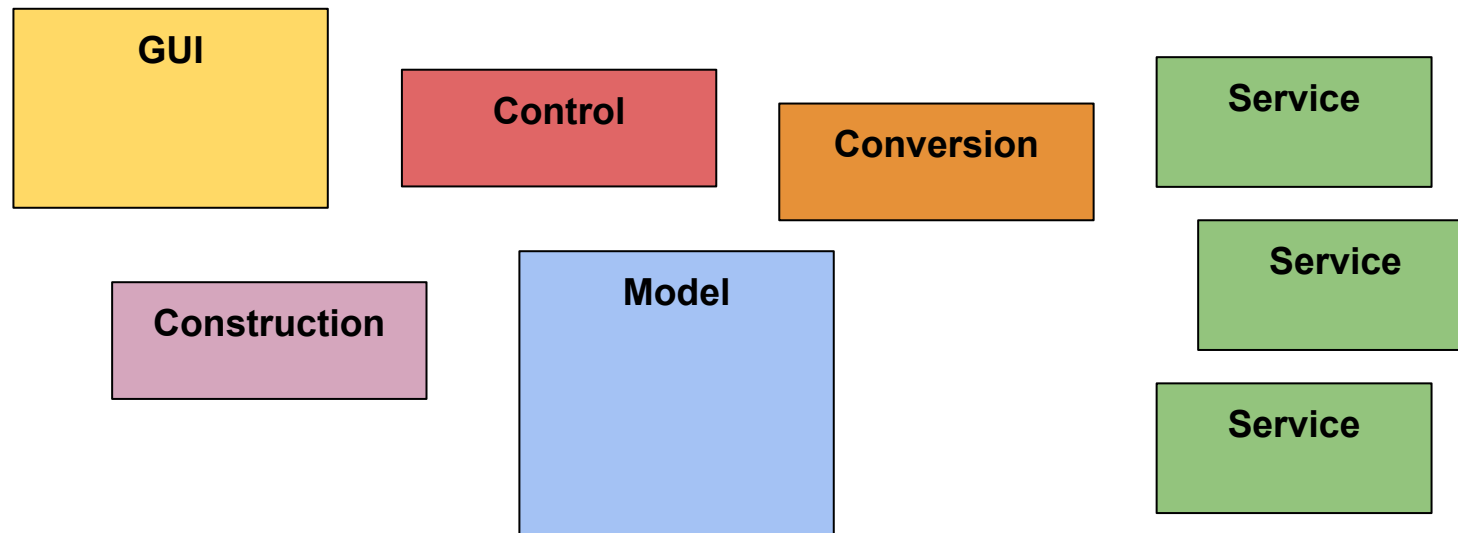 GUI
Control
Conversion
Service
Service
Construction
Model
Service